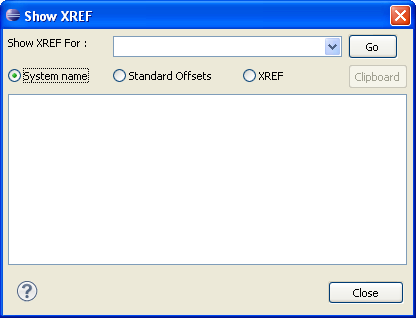 Show XREF
Show XREF For :
Go
System name Standard Offsets XREF Clipboard
?
Close